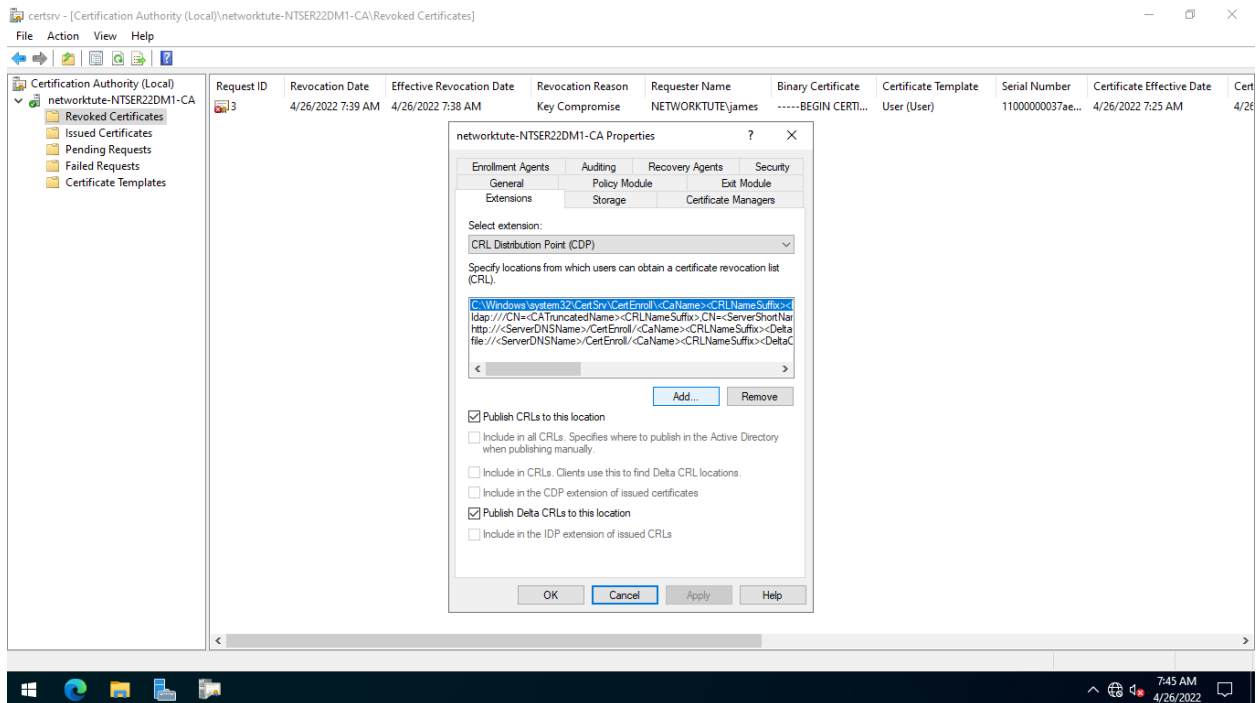 certsrv - [Certification Authority (Local)\networktute-NTSER22DM1-CA\Revoked Certificates]
File Action View Help
Certification Authority (Local)
networktute-NTSER22DM1-CA
Revoked Certificates
Issued Certificates
Pending Requests
Failed Requests
Certificate Templates
Request ID Revocation Date Effective Revocation Date Revocation Reason Requester Name Binary Certificate Certificate Template Serial Number Certificate Effective Date Cert
3 4/26/2022 7:39 AM 4/26/2022 7:38 AM Key Compromise NETWORKTUTE\james -----BEGIN CERTI... User (User) 11000000037ae... 4/26/2022 7:25 AM 4/26
networktute-NTSER22DM1-CA Properties ?
Enrollment Agents Auditing Recovery Agents Security
General Policy Module Exit Module
Extensions Storage Certificate Managers
Select extension:
CRL Distribution Point (CDP)
Specify locations from which users can obtain a certificate revocation list
(CRL).
C:\Windows\system32\CertSrv\CertEnroll\<CaName><CRLNameSuffix><
ldap:///CN=<CATruncatedName><CRLNameSuffix>,CN=<ServerShortNar
http://<ServerDNSName>/CertEnroll/<CaName><CRLNameSuffix><Delta
file://<ServerDNSName>/CertEnroll/<CaName><CRLNameSuffix><DeltaC
Add... Remove
Publish CRLs to this location
Include in all CRLs. Specifies where to publish in the Active Directory
when publishing manually.
Include in CRLs. Clients use this to find Delta CRL locations.
Include in the CDP extension of issued certificates
Publish Delta CRLs to this location
Include in the IDP extension of issued CRLs
OK Cancel Apply Help
7:45 AM
4/26/2022